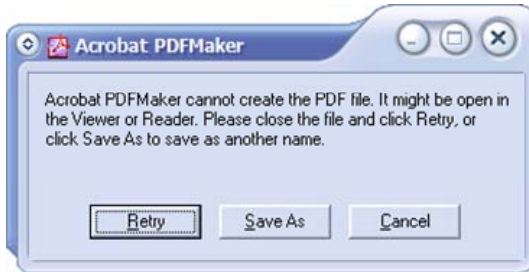 Acrobat PDFMaker
Acrobat PDFMaker cannot create the PDF file. It might be open in
the Viewer or Reader. Please close the file and click Retry, or
click Save As to save as another name.
Retry Save As Cancel